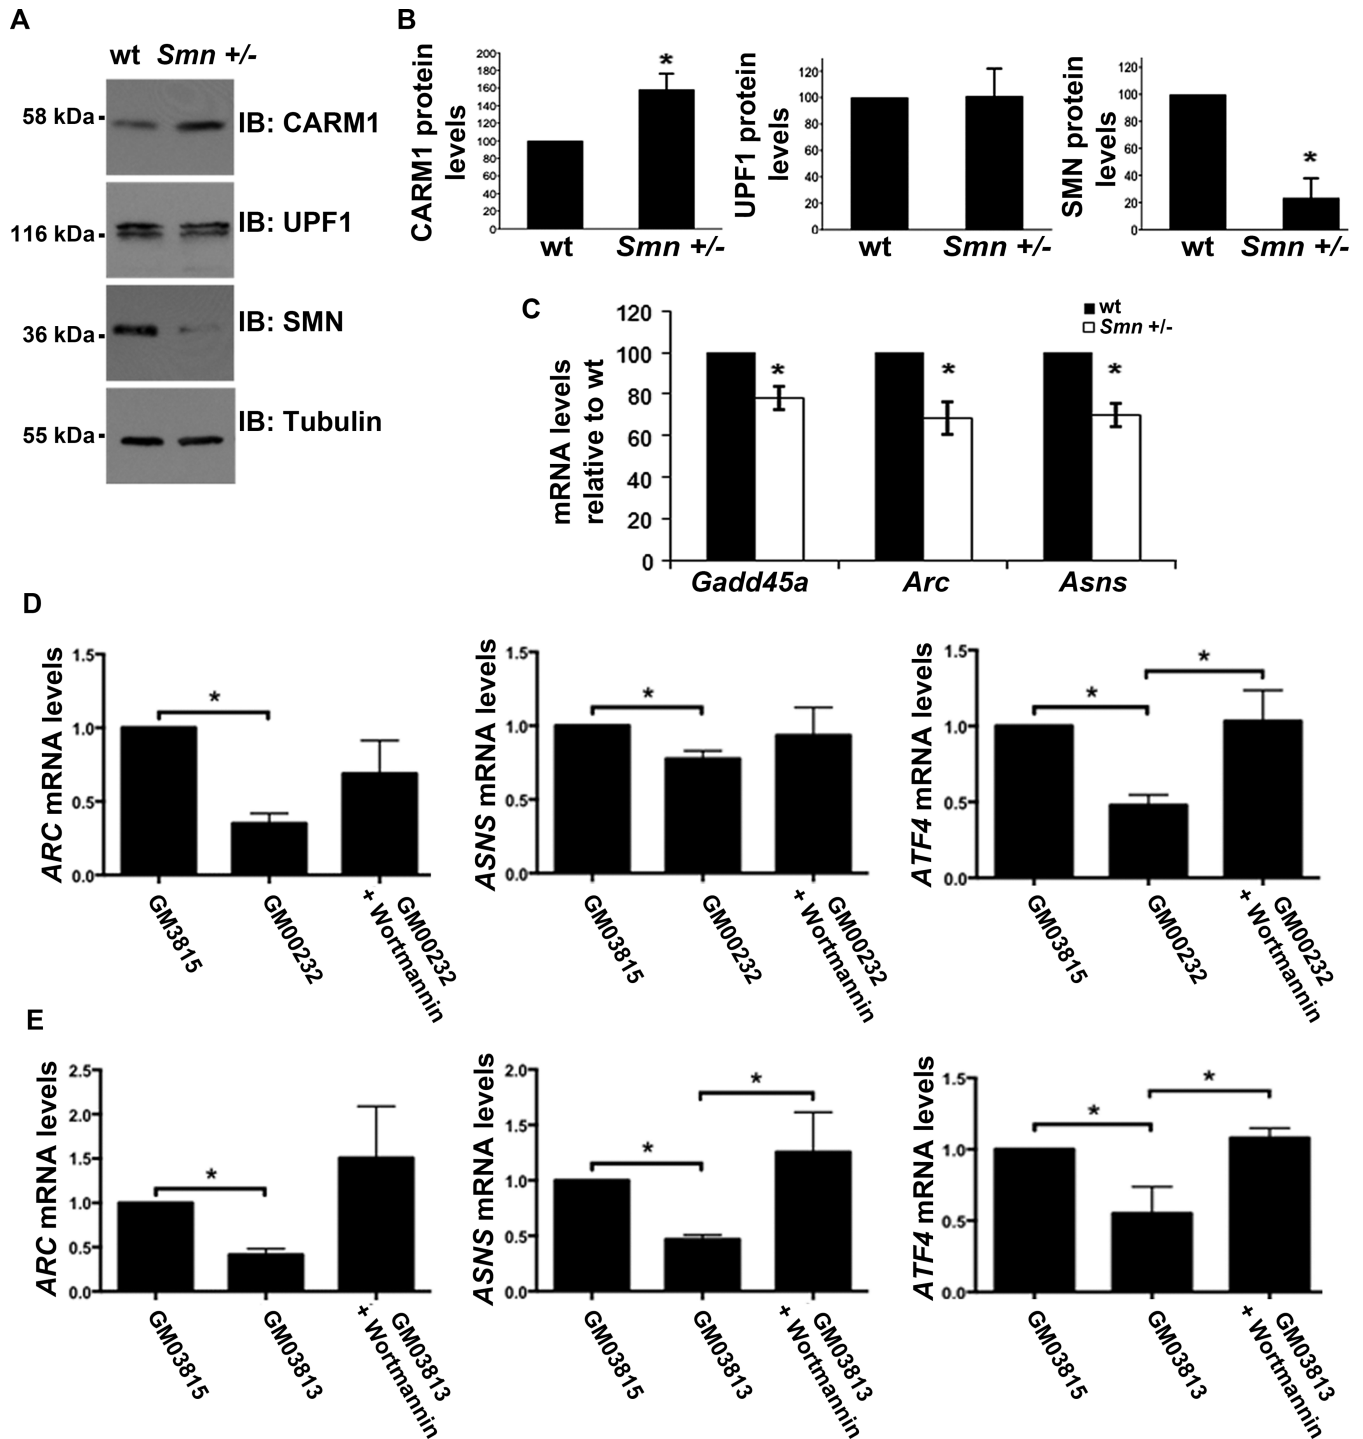 A
wt Smn +/-
58 kDa
IB: CARM1
116 kDa
IB: UPF1
36 kDa
IB: SMN
55 kDa
IB: Tubulin
B
CARM1 protein
levels
200
180
160
140
120
100
80
60
40
20
0
*
wt Smn +/-
UPF1 protein
levels
120
100
80
60
40
20
0
wt Smn +/-
SMN protein
levels
120
100
80
60
40
20
0
*
wt Smn +/-
C
mRNA levels
relative to wt
120
100
80
60
40
20
0
wt
Smn +/-
* * *
Gadd45a Arc Asns
D
ARC mRNA levels
1.5
1.0
0.5
0.0
*
GM3815
GM00232
GM00232
+ Wortmannin
ASNS mRNA levels
1.5
1.0
0.5
0.0
*
GM03815
GM00232
GM00232
+ Wortmannin
ATF4 mRNA levels
1.5
1.0
0.5
0.0
* *
GM03815
GM00232
GM00232
+ Wortmannin
E
ARC mRNA levels
2.5
2.0
1.5
1.0
0.5
0.0
*
GM03815
GM03813
GM03813
+ Wortmannin
ASNS mRNA levels
2.0
1.5
1.0
0.5
0.0
* *
GM03815
GM03813
GM03813
+ Wortmannin
ATF4 mRNA levels
1.5
1.0
0.5
0.0
* *
GM03815
GM03813
GM03813
+ Wortmannin